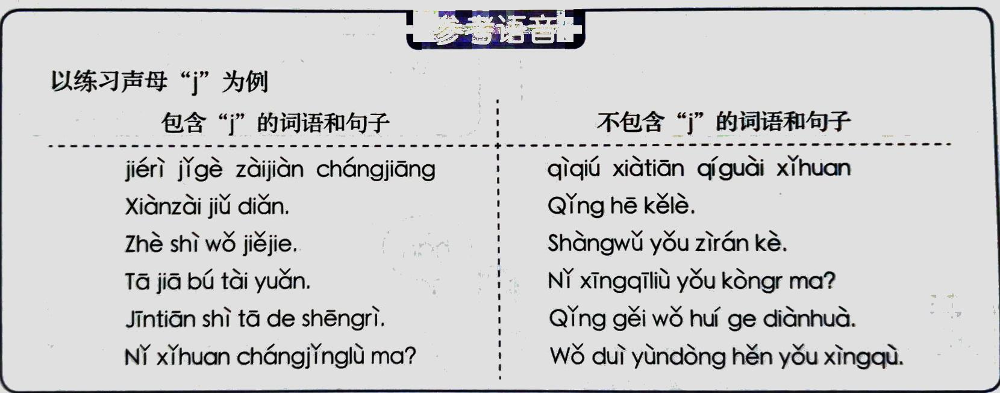 参考语音
以练习声母“j”为例
包含“j”的词语和句子
不包含“j”的词语和句子
jiérì jǐgè zàijiàn chángjiāng
Xiànzài jiǔ diǎn.
Zhè shì wǒ jiějie.
Tā jiā bú tài yuǎn.
Jīntiān shì tā de shēngrì.
Nǐ xǐhuan chángjǐnglù ma?
qìqiú xiàtiān qíguài xǐhuan
Qǐng hē kělè.
Shàngwǔ yǒu zìrán kè.
Nǐ xīngqīliù yǒu kòngr ma?
Qǐng gěi wǒ huí ge diànhuà.
Wǒ duì yùndòng hěn yǒu xìngqù.